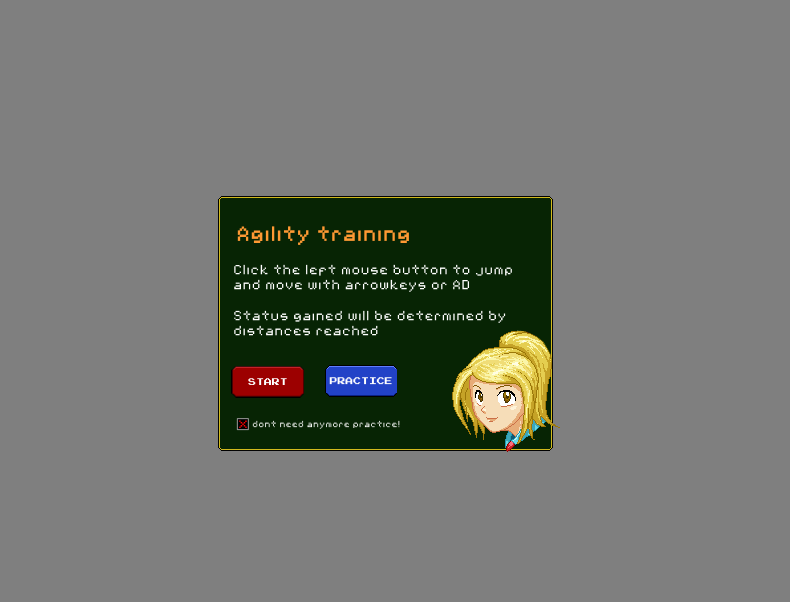 Agility training
Click the left mouse button to jump
and move with arrowkeys or AD
Status gained will be determined by
distances reached
START
PRACTICE
dont need anymore practice!